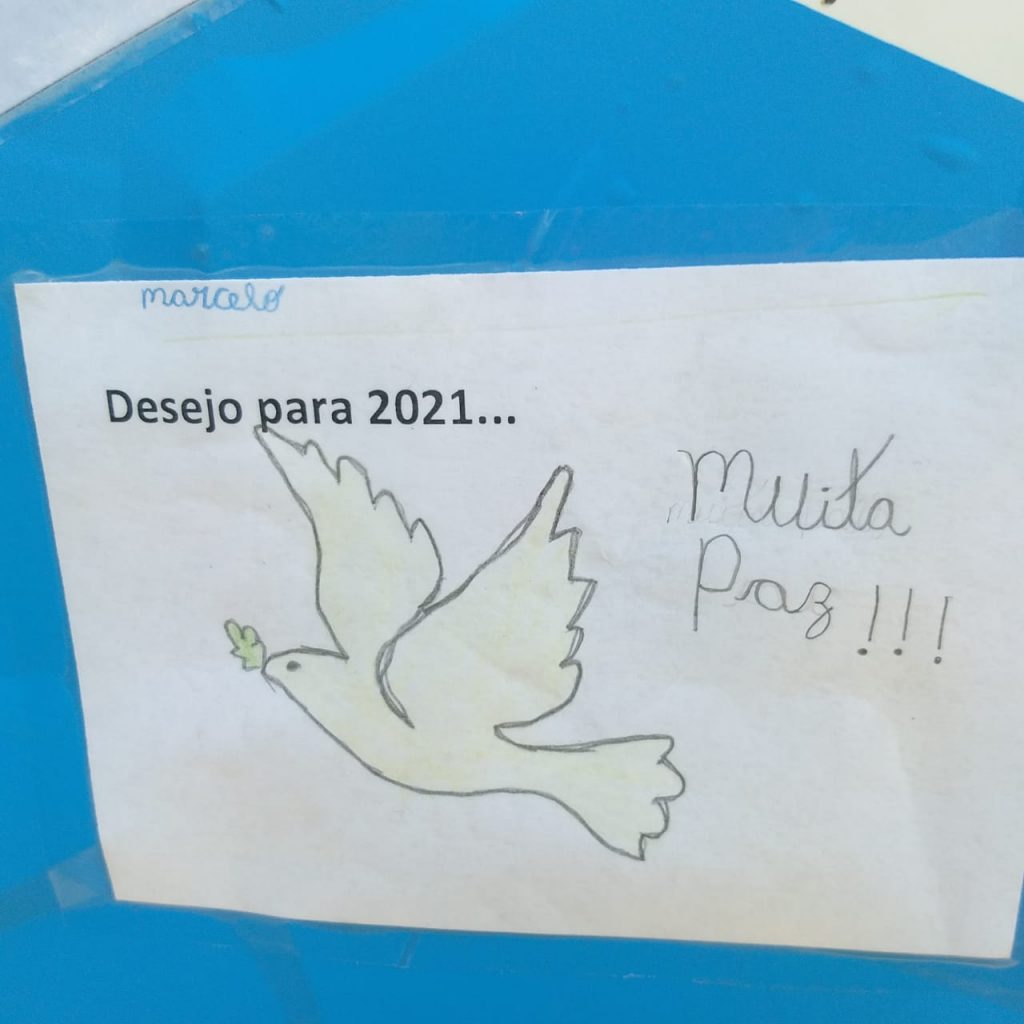 marcelo
Desejo para 2021...
Muita
Paz!!!